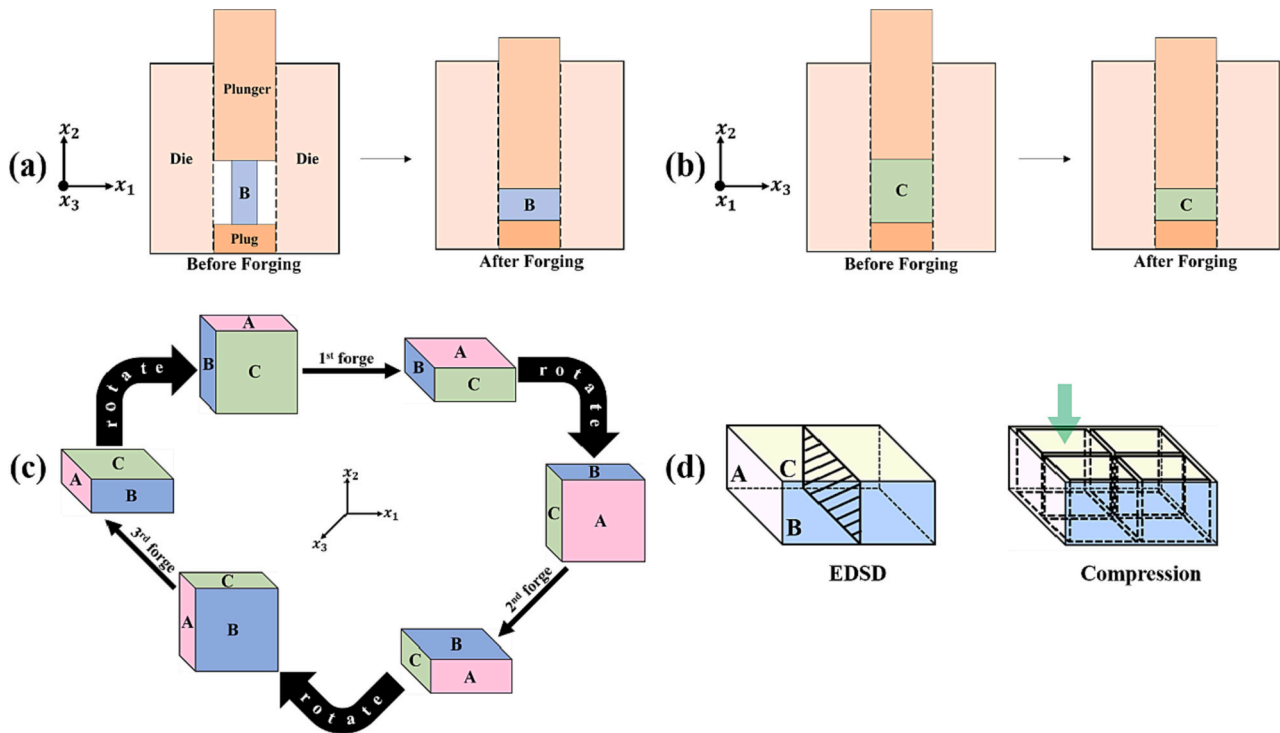 (a)
x₂
x₁
x₃
Plunger
Die
Die
B
Plug
Before Forging
B
After Forging
(b)
x₂
x₃
x₁
C
Before Forging
C
After Forging
(c)
A
B
C
1st forge
A
B
C
rotate
B
C
A
2nd forge
B
C
A
rotate
C
A
B
3rd forge
C
A
B
rotate
x₂
x₁
x₃
(d)
A
C
B
EDSD
Compression